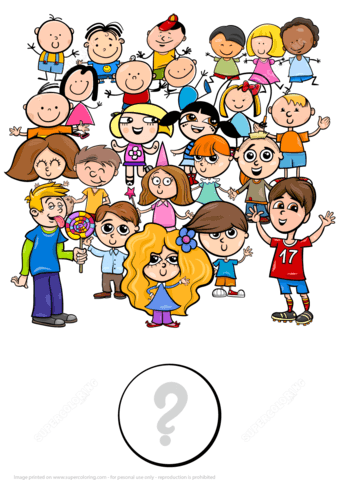 17
?
Image printed on www.supercoloring.com - for personal use only - reproduction is prohibited